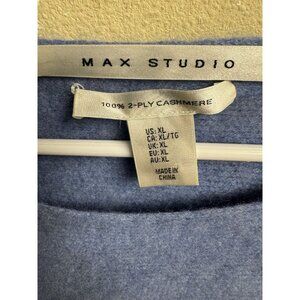 MAX STUDIO
100% 2-PLY CASHMERE
US: XL
CA: XL/TG
UK: XL
EU: XL
AU: XL
MADE IN
CHINA